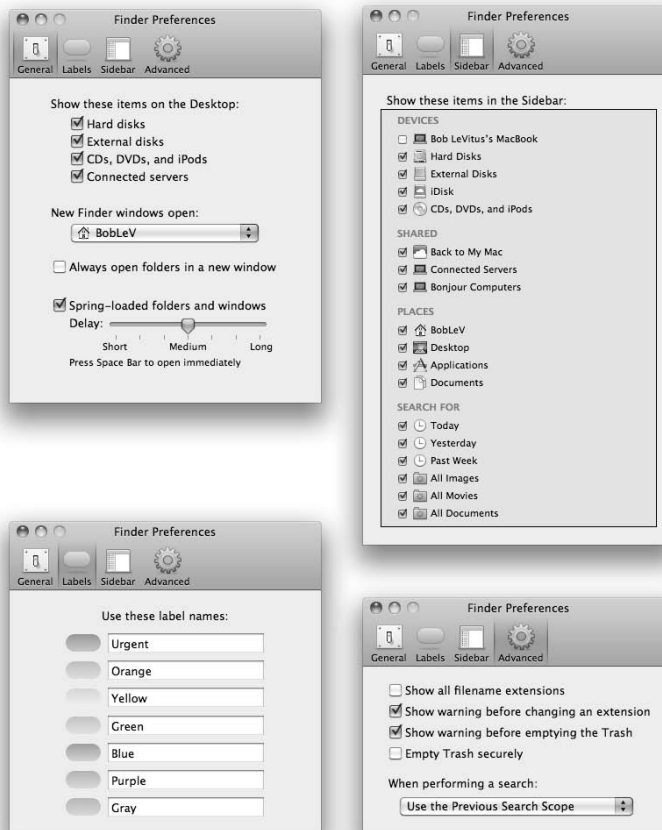 Finder Preferences
General Labels Sidebar Advanced
Show these items on the Desktop:
Hard disks
External disks
CDs, DVDs, and iPods
Connected servers
New Finder windows open:
BobLeV
Always open folders in a new window
Spring-loaded folders and windows
Delay:
Short Medium Long
Press Space Bar to open immediately
Finder Preferences
General Labels Sidebar Advanced
Show these items in the Sidebar:
DEVICES
Bob LeVitus's MacBook
Hard Disks
External Disks
iDisk
CDs, DVDs, and iPods
SHARED
Back to My Mac
Connected Servers
Bonjour Computers
PLACES
BobLeV
Desktop
Applications
Documents
SEARCH FOR
Today
Yesterday
Past Week
All Images
All Movies
All Documents
Finder Preferences
General Labels Sidebar Advanced
Use these label names:
Urgent
Orange
Yellow
Green
Blue
Purple
Gray
Finder Preferences
General Labels Sidebar Advanced
Show all filename extensions
Show warning before changing an extension
Show warning before emptying the Trash
Empty Trash securely
When performing a search:
Use the Previous Search Scope